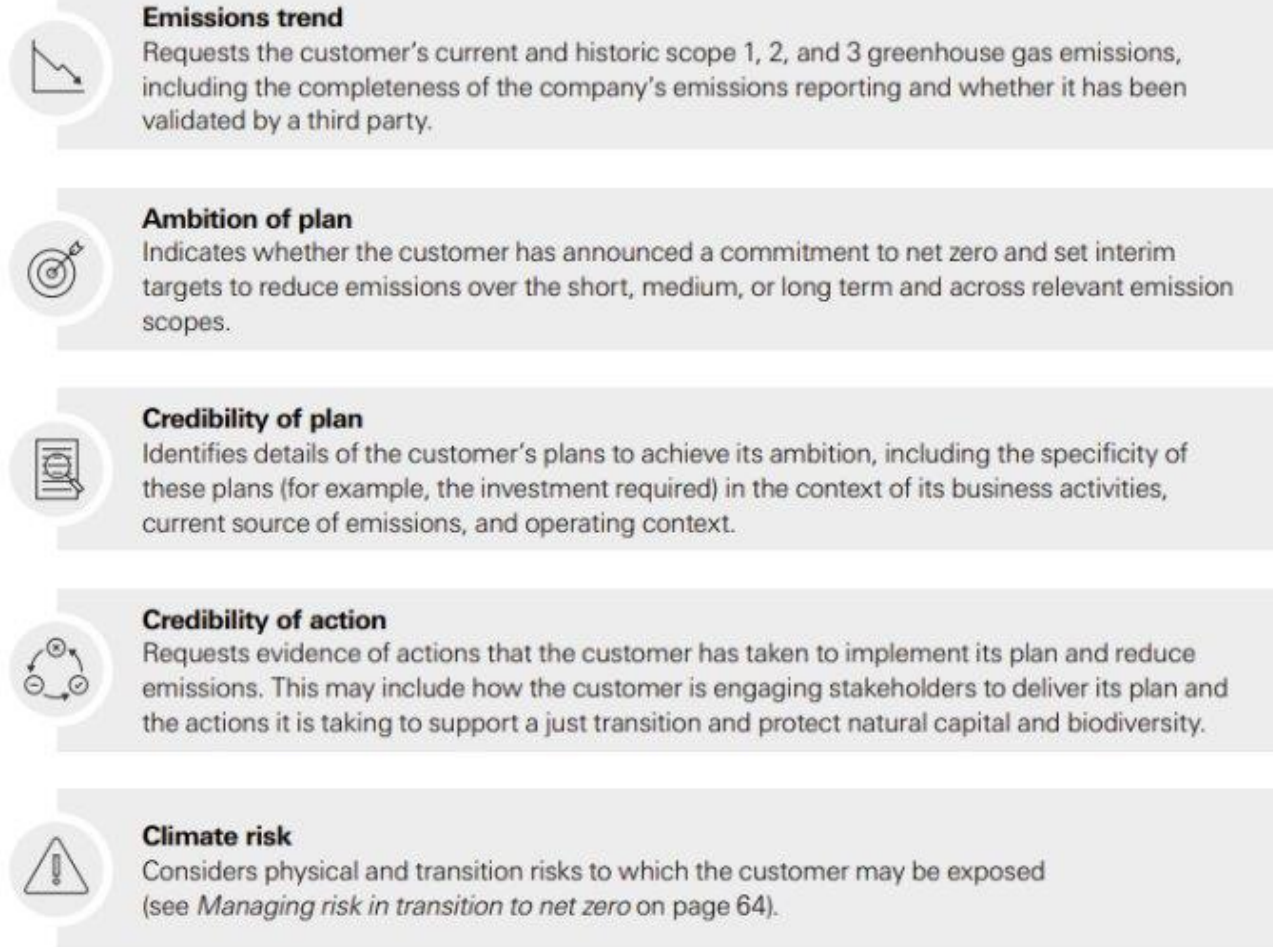 Emissions trend
Requests the customer's current and historic scope 1, 2, and 3 greenhouse gas emissions,
including the completeness of the company's emissions reporting and whether it has been
validated by a third party.
Ambition of plan
Indicates whether the customer has announced a commitment to net zero and set interim
targets to reduce emissions over the short, medium, or long term and across relevant emission
scopes.
Credibility of plan
Identifies details of the customer's plans to achieve its ambition, including the specificity of
these plans (for example, the investment required) in the context of its business activities,
current source of emissions, and operating context.
Credibility of action
Requests evidence of actions that the customer has taken to implement its plan and reduce
emissions. This may include how the customer is engaging stakeholders to deliver its plan and
the actions it is taking to support a just transition and protect natural capital and biodiversity.
Climate risk
Considers physical and transition risks to which the customer may be exposed
(see Managing risk in transition to net zero on page 64).